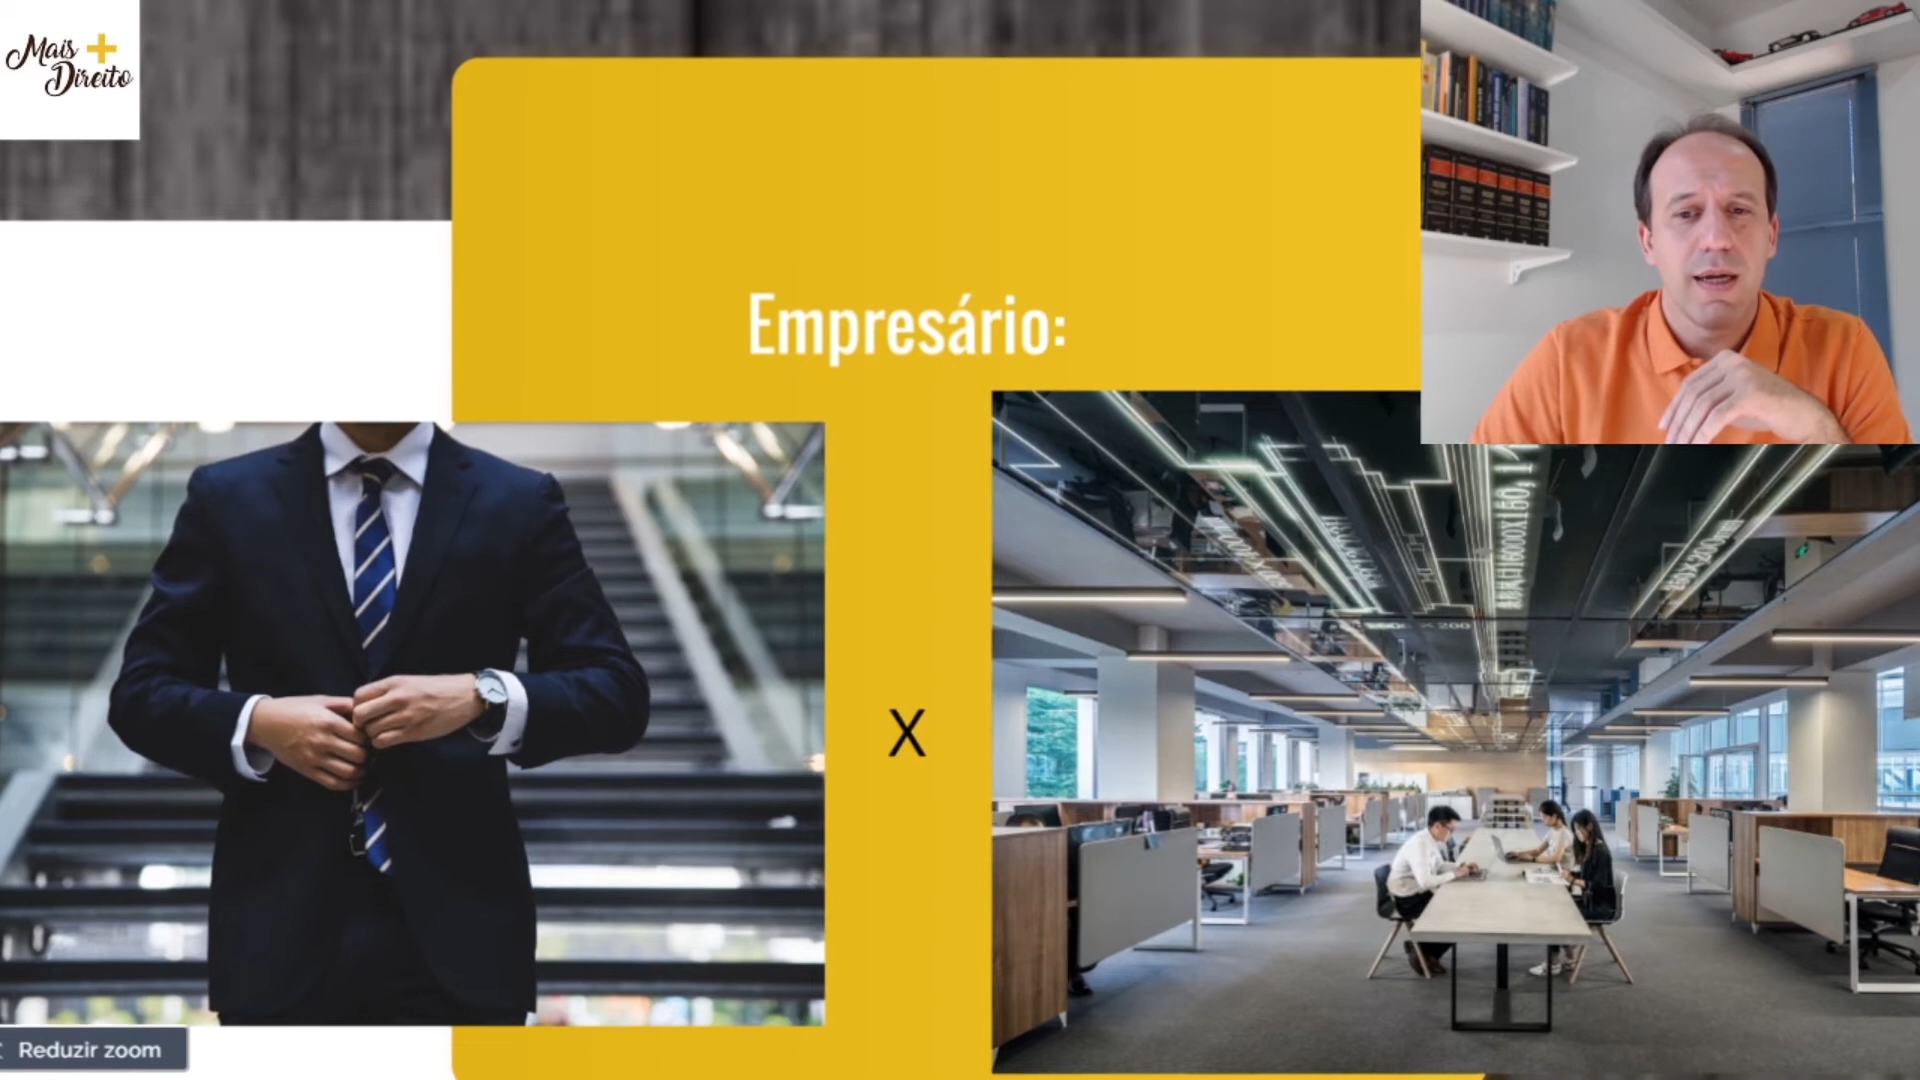 Mais +
Direito
Empresário:
X
Reduzir zoom